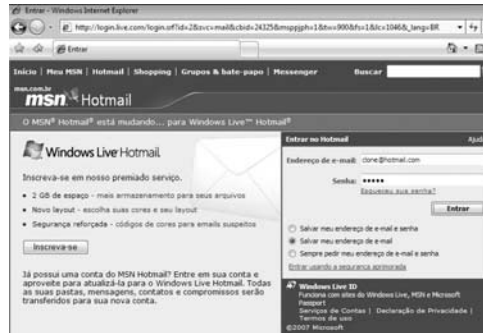 Entrar - Windows Internet Explorer
http://login.live.com/login.srf?id=2&svc=mail&cbid=24325&msppjph=1&tw=900&fs=1&lc=1046&_lang=BR
Entrar
Início | Meu MSN | Hotmail | Shopping | Grupos & bate-papo | Messenger
Buscar
msn.com.br
msn Hotmail
O MSN® Hotmail® está mudando... para Windows Live™ Hotmail®
Windows Live Hotmail
Inscreva-se em nosso premiado serviço.
• 2 GB de espaço - mais armazenamento para seus arquivos
• Novo layout - escolha suas cores e seu layout
• Segurança reforçada - códigos de cores para emails suspeitos
Inscreva-se
Já possui uma conta do MSN Hotmail? Entre em sua conta e
aproveite para atualizá-la para o Windows Live Hotmail. Todas
as suas pastas, mensagens, contatos e compromissos serão
transferidos para sua nova conta.
Entrar no Hotmail
Ajud
Endereço de e-mail: clone@hotmail.com
Senha: •••••
Esqueceu sua senha?
Entrar
Salvar meu endereço de e-mail e senha
Salvar meu endereço de e-mail
Sempre pedir meu endereço de e-mail e senha
Entrar usando a segurança aprimorada
Windows Live ID
Funciona com sites do Windows Live, MSN e Microsoft
Passport
Serviços de Contas | Declaração de Privacidade |
Termos de uso
©2007 Microsoft